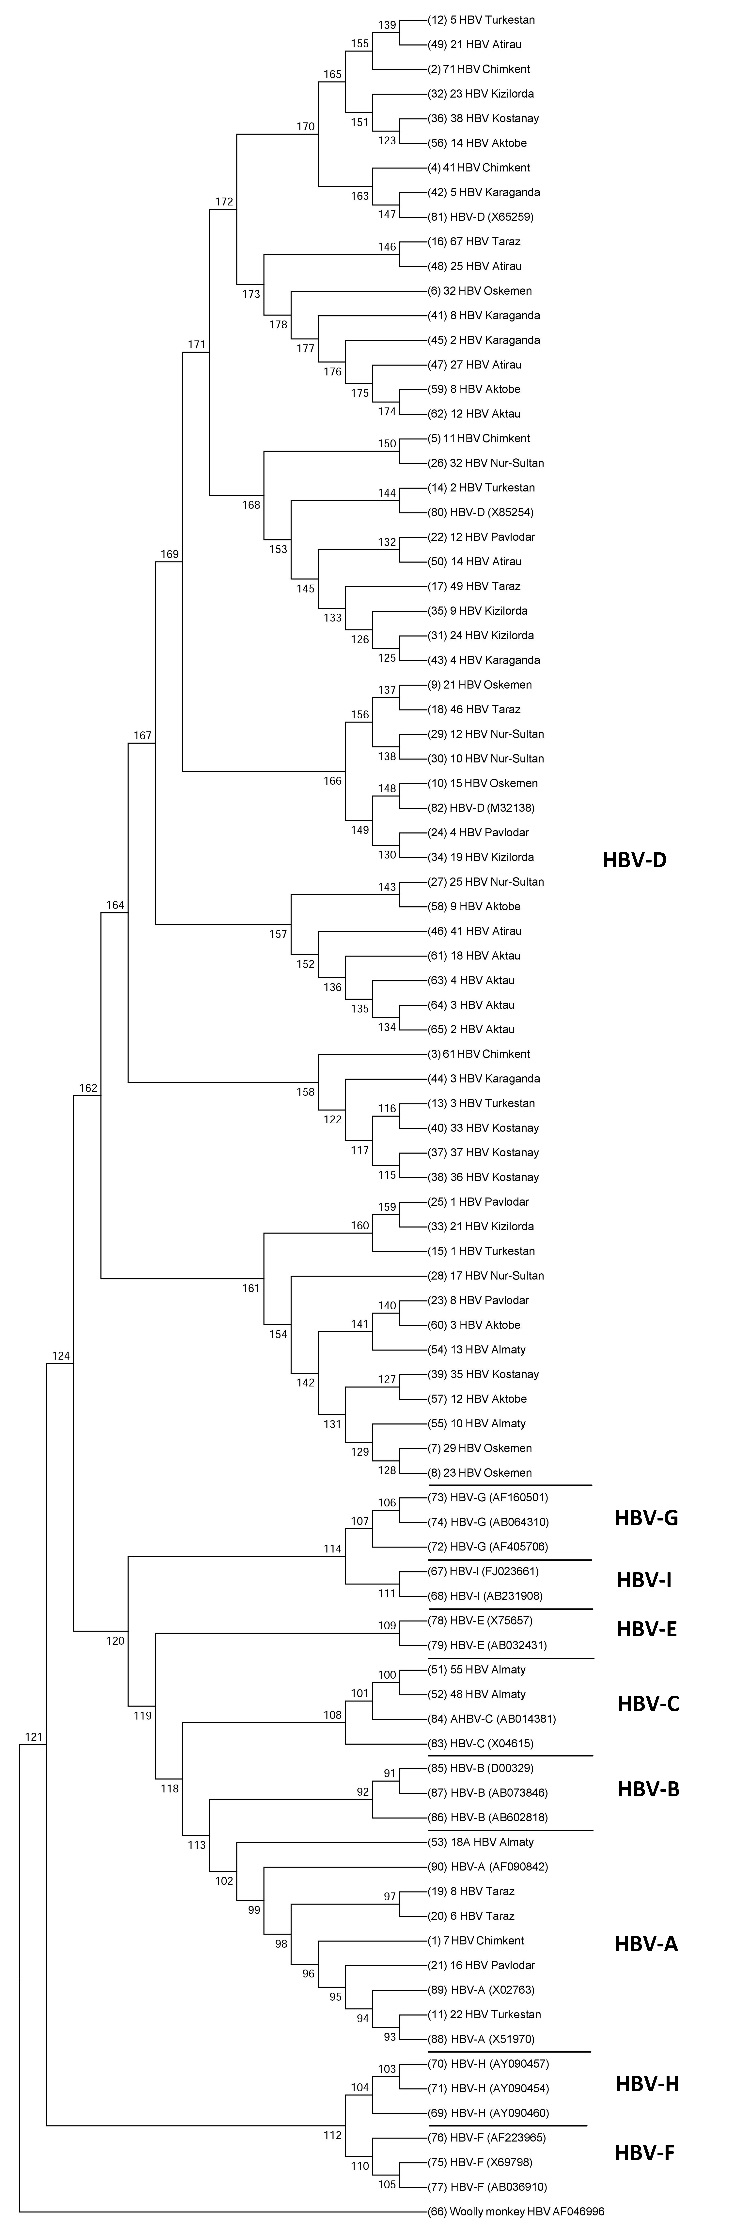 139
(12) 5 HBV Turkestan
155
(49) 21 HBV Atirau
165
(2) 71 HBV Chimkent
(32) 23 HBV Kizilorda
151
(36) 38 HBV Kostanay
170
123
(56) 14 HBV Aktobe
(4) 41 HBV Chimkent
163
(42) 5 HBV Karaganda
172
147
(81) HBV-D (X65259)
146
(16) 67 HBV Taraz
(48) 25 HBV Atirau
173
(6) 32 HBV Oskemen
178
(41) 8 HBV Karaganda
171
177
(45) 2 HBV Karaganda
176
(47) 27 HBV Atirau
175
(59) 8 HBV Aktobe
174
(62) 12 HBV Aktau
150
(5) 11 HBV Chimkent
(26) 32 HBV Nur-Sultan
168
144
(14) 2 HBV Turkestan
(80) HBV-D (X85254)
153
132
(22) 12 HBV Pavlodar
169
(50) 14 HBV Atirau
145
(17) 49 HBV Taraz
133
(35) 9 HBV Kizilorda
126
(31) 24 HBV Kizilorda
125
(43) 4 HBV Karaganda
137
(9) 21 HBV Oskemen
156
(18) 46 HBV Taraz
167
(29) 12 HBV Nur-Sultan
138
(30) 10 HBV Nur-Sultan
166
148
(10) 15 HBV Oskemen
(82) HBV-D (M32138)
149
(24) 4 HBV Pavlodar
130
(34) 19 HBV Kizilorda
HBV-D
143
(27) 25 HBV Nur-Sultan
164
(58) 9 HBV Aktobe
157
(46) 41 HBV Atirau
152
(61) 18 HBV Aktau
136
(63) 4 HBV Aktau
135
(64) 3 HBV Aktau
134
(65) 2 HBV Aktau
(3) 61 HBV Chimkent
162
158
(44) 3 HBV Karaganda
122
116
(13) 3 HBV Turkestan
(40) 33 HBV Kostanay
117
(37) 37 HBV Kostanay
115
(38) 36 HBV Kostanay
159
(25) 1 HBV Pavlodar
160
(33) 21 HBV Kizilorda
(15) 1 HBV Turkestan
161
(28) 17 HBV Nur-Sultan
154
140
(23) 8 HBV Pavlodar
141
(60) 3 HBV Aktobe
124
(54) 13 HBV Almaty
142
127
(39) 35 HBV Kostanay
(57) 12 HBV Aktobe
131
(55) 10 HBV Almaty
129
(7) 29 HBV Oskemen
128
(8) 23 HBV Oskemen
106
(73) HBV-G (AF160501)
107
(74) HBV-G (AB064310)
HBV-G
114
(72) HBV-G (AF405706)
(67) HBV-I (FJ023661)
HBV-I
111
(68) HBV-I (AB231908)
109
(78) HBV-E (X75657)
HBV-E
120
(79) HBV-E (AB032431)
100
(51) 55 HBV Almaty
101
(52) 48 HBV Almaty
HBV-C
119
108
(84) AHBV-C (AB014381)
121
(83) HBV-C (X04615)
91
(85) HBV-B (D00329)
118
92
(87) HBV-B (AB073846)
HBV-B
(86) HBV-B (AB602818)
113
(53) 18A HBV Almaty
102
(90) HBV-A (AF090842)
99
97
(19) 8 HBV Taraz
(20) 6 HBV Taraz
98
(1) 7 HBV Chimkent
HBV-A
96
(21) 16 HBV Pavlodar
95
(89) HBV-A (X02763)
94
(11) 22 HBV Turkestan
93
(88) HBV-A (X51970)
103
(70) HBV-H (AY090457)
104
(71) HBV-H (AY090454)
HBV-H
(69) HBV-H (AY090460)
112
(76) HBV-F (AF223965)
HBV-F
110
(75) HBV-F (X69798)
105
(77) HBV-F (AB036910)
(66) Woolly monkey HBV AF046996